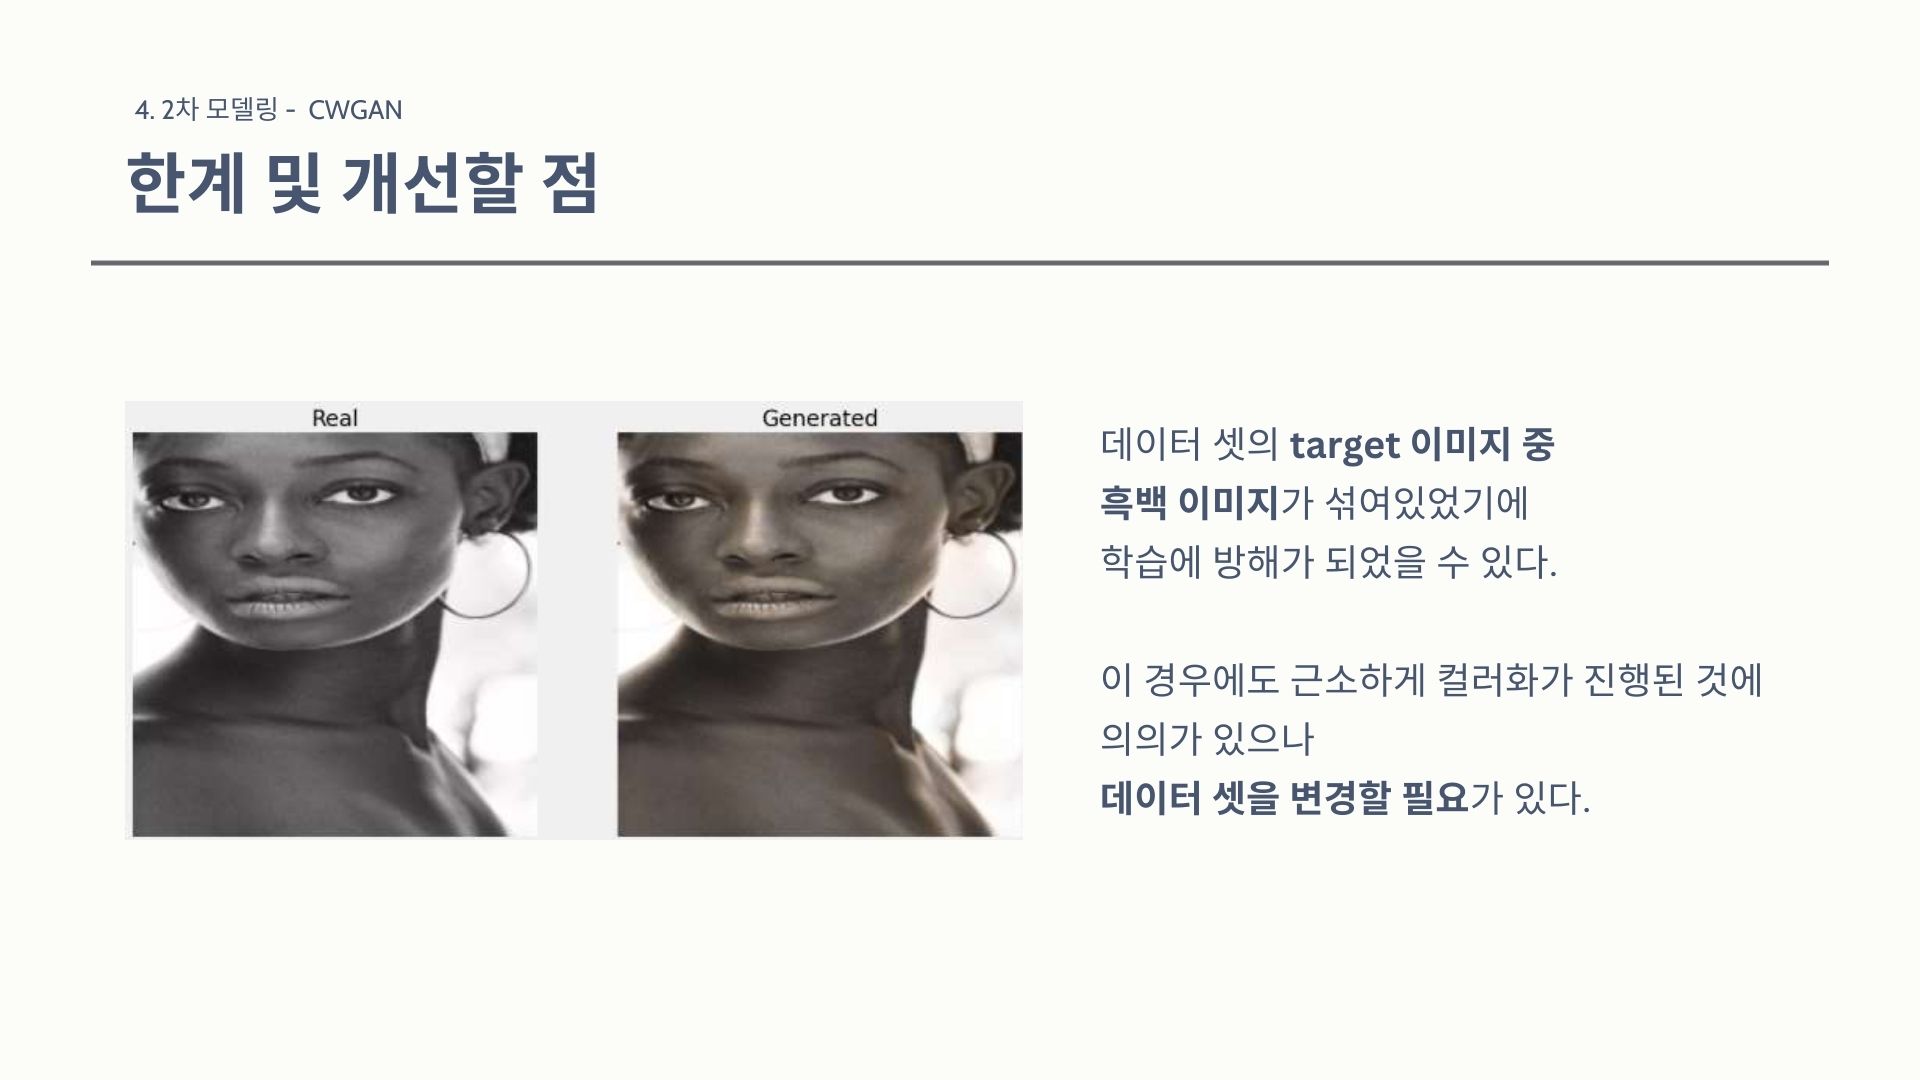 4. 2차 모델링 - CWGAN
한계 및 개선할 점
Real
Generated
데이터 셋의 target 이미지 중
흑백 이미지가 섞여있었기에
학습에 방해가 되었을 수 있다.
이 경우에도 근소하게 컬러화가 진행된 것에
의의가 있으나
데이터 셋을 변경할 필요가 있다.